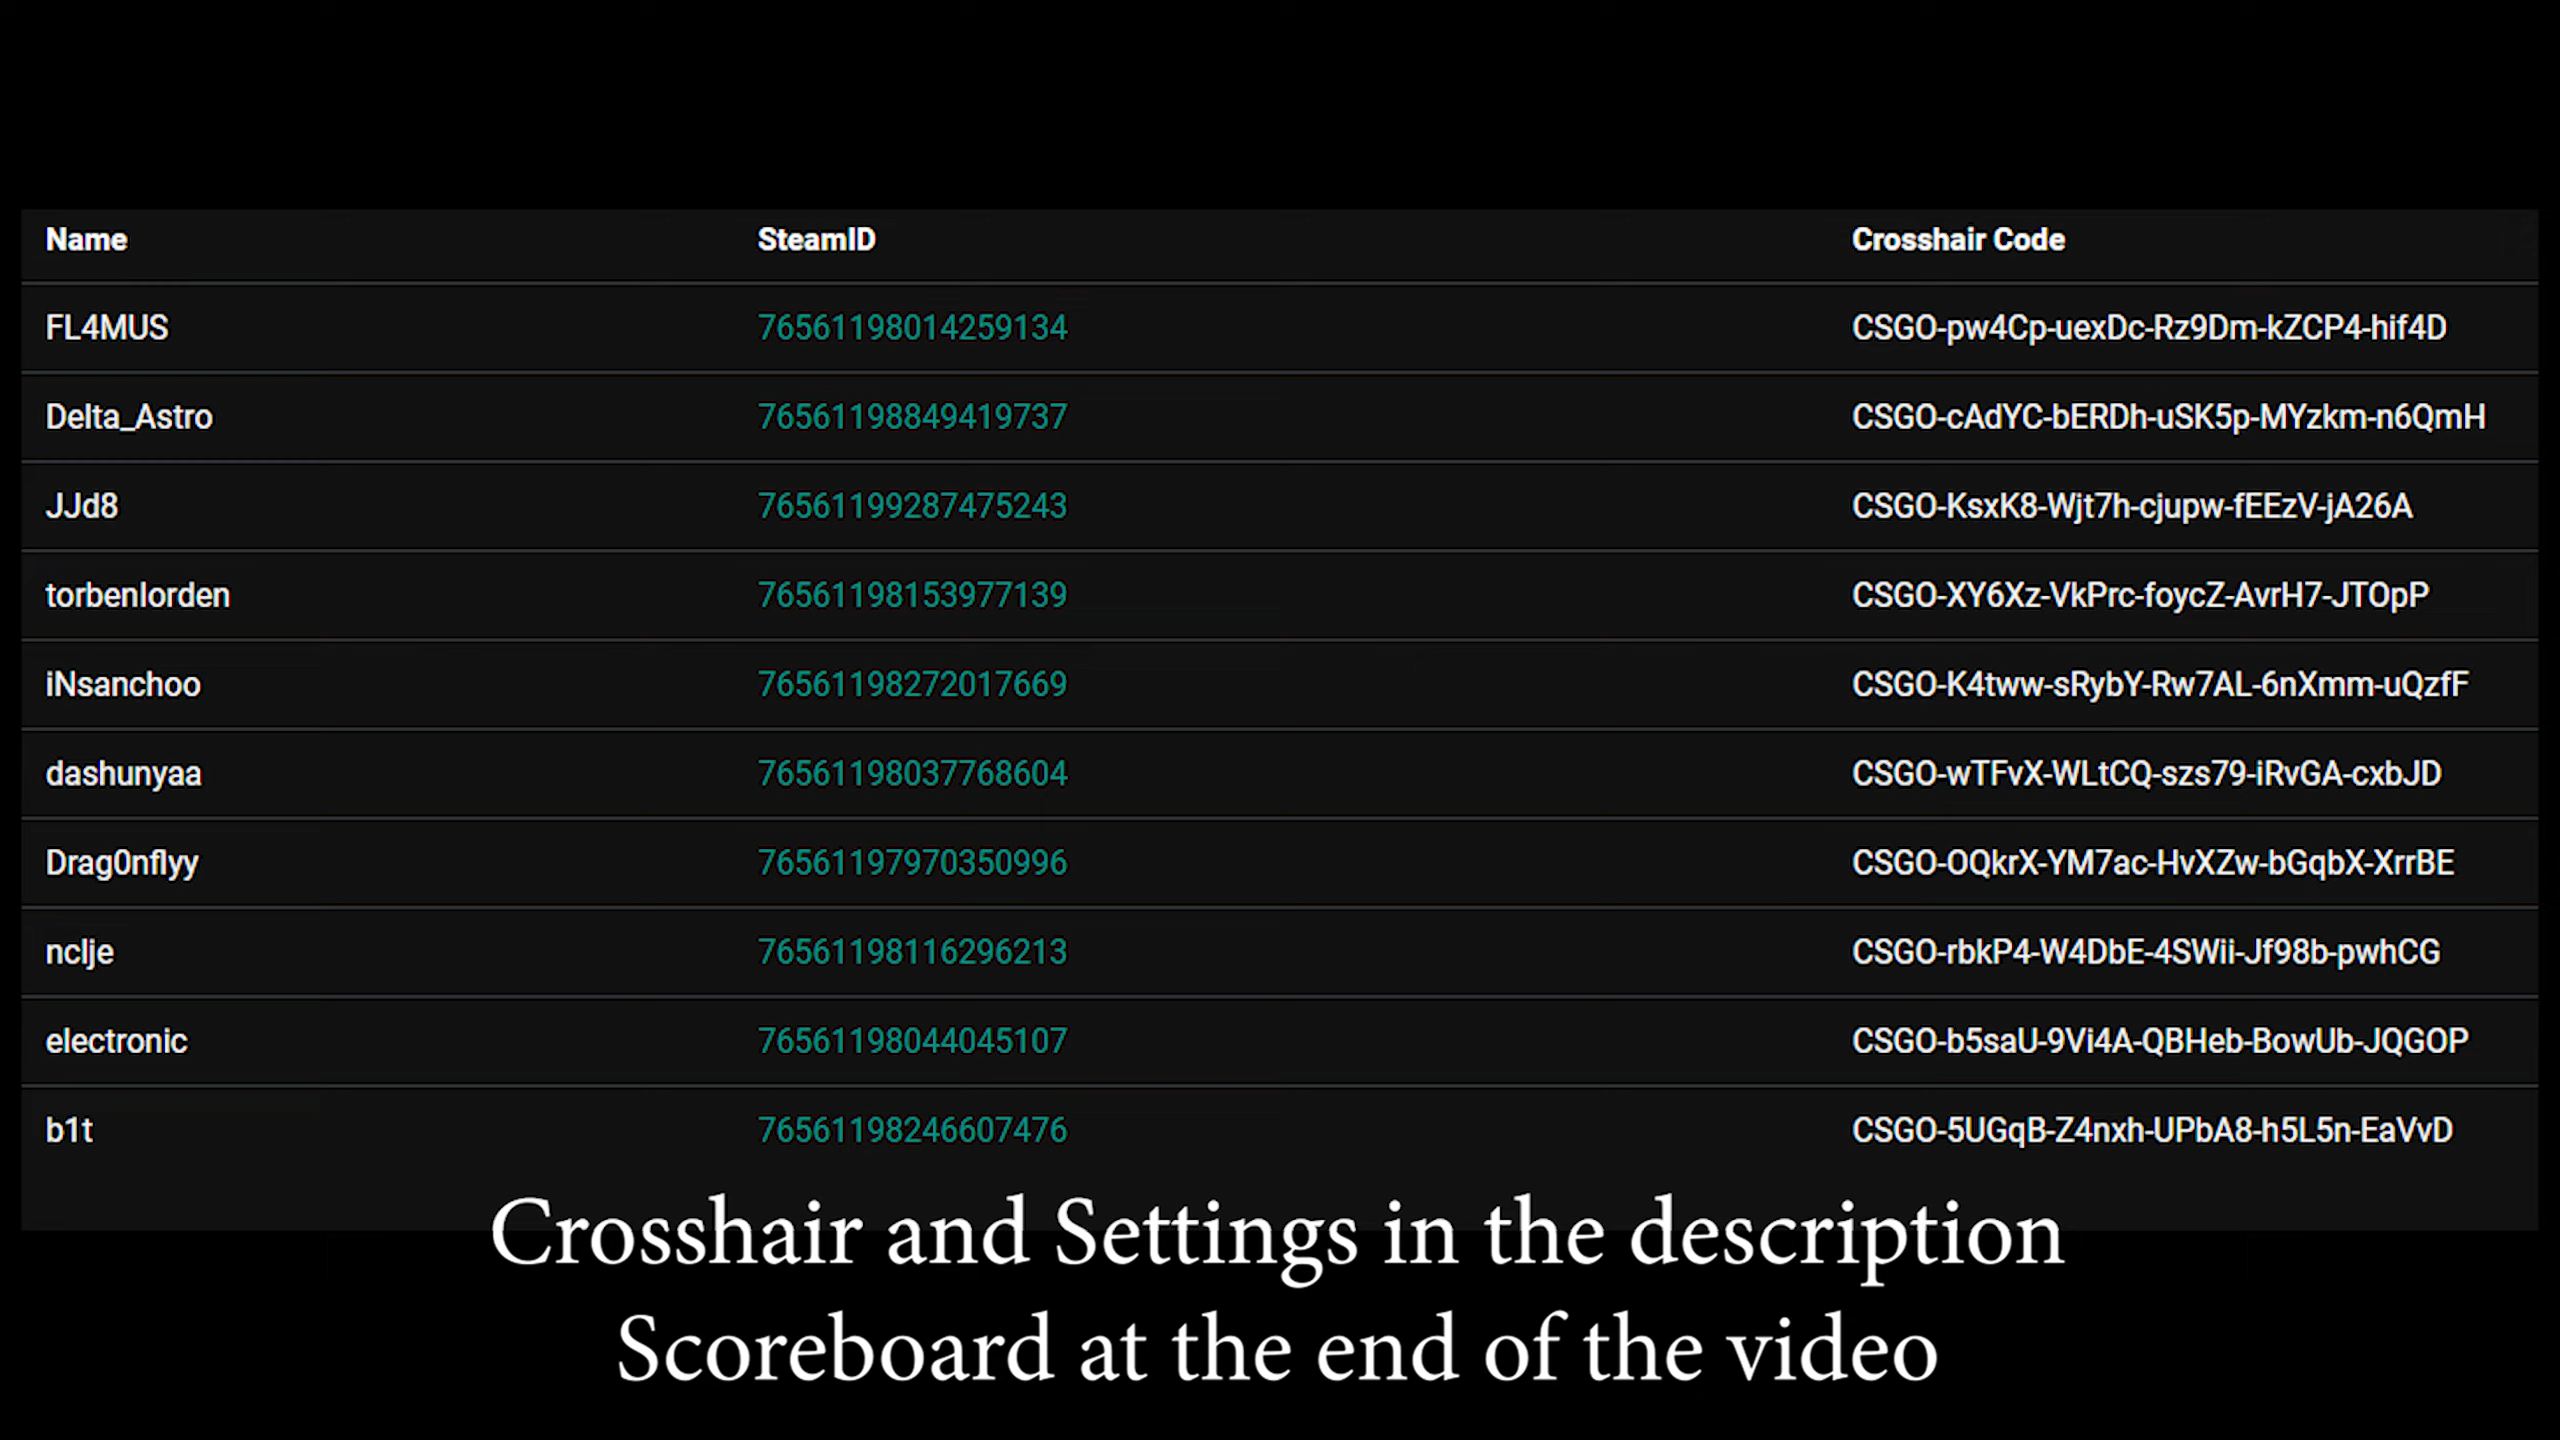 Name SteamID Crosshair Code
FL4MUS 76561198014259134 CSGO-pw4Cp-uexDc-Rz9Dm-kZCP4-hif4D
Delta_Astro 76561198849419737 CSGO-cAdYC-bERDh-uSK5p-MYzkm-n6QmH
JJd8 76561199287475243 CSGO-KsxK8-Wjt7h-cjupw-fEEzV-jA26A
torbenlorden 76561198153977139 CSGO-XY6Xz-VkPrc-foycZ-AvrH7-JTOpP
iNsanchoo 76561198272017669 CSGO-K4tww-sRybY-Rw7AL-6nXmm-uQzfF
dashunyaa 76561198037768604 CSGO-wTFvX-WLtCQ-szs79-iRvGA-cxbJD
Drag0nflyy 76561197970350996 CSGO-OQkrX-YM7ac-HvXZw-bGqbX-XrrBE
nclje 76561198116296213 CSGO-rbkP4-W4DbE-4SWii-Jf98b-pwhCG
electronic 76561198044045107 CSGO-b5saU-9Vi4A-QBHeb-BowUb-JQGOP
b1t 76561198246607476 CSGO-5UGqB-Z4nxh-UPbA8-h5L5n-EaVvD
Crosshair and Settings in the description
Scoreboard at the end of the video